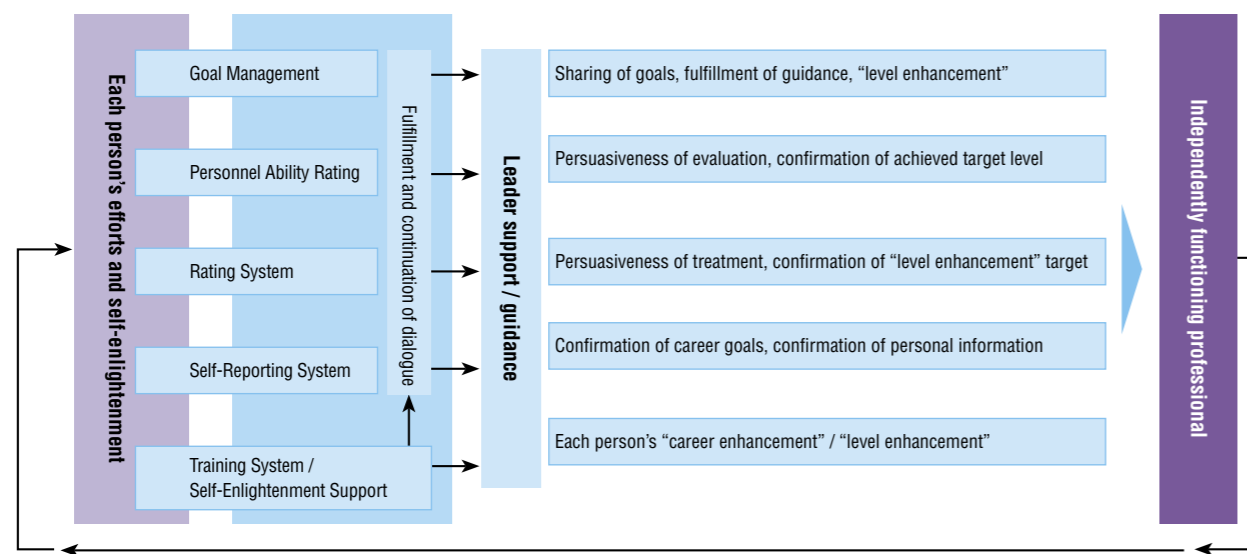 Each person’s efforts and self-enlightenment
Goal Management
Personnel Ability Rating
Rating System
Self-Reporting System
Training System /
Self-Enlightenment Support
Fulfillment and continuation of dialogue
Leader support / guidance
Sharing of goals, fulfillment of guidance, “level enhancement”
Persuasiveness of evaluation, confirmation of achieved target level
Persuasiveness of treatment, confirmation of “level enhancement” target
Confirmation of career goals, confirmation of personal information
Each person’s “career enhancement” / “level enhancement”
Independently functioning professional